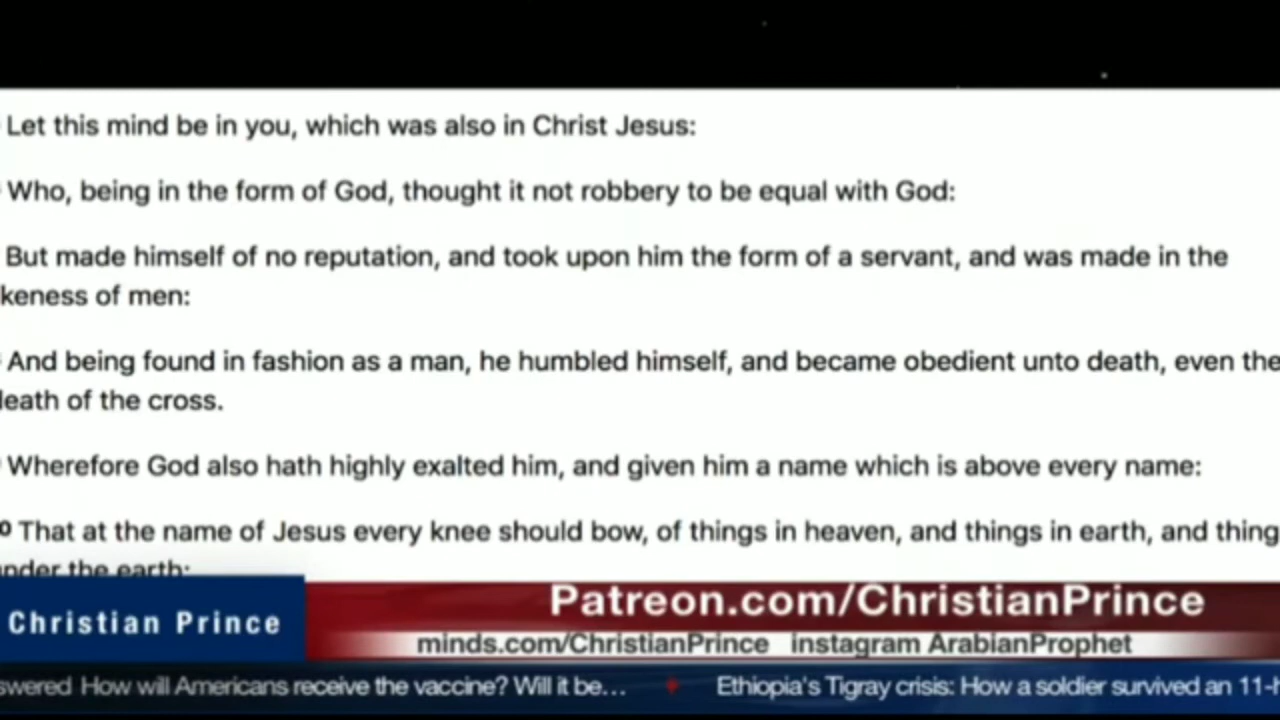 Let this mind be in you, which was also in Christ Jesus:
Who, being in the form of God, thought it not robbery to be equal with God:
But made himself of no reputation, and took upon him the form of a servant, and was made in the
keness of men:
And being found in fashion as a man, he humbled himself, and became obedient unto death, even the
eath of the cross.
Wherefore God also hath highly exalted him, and given him a name which is above every name:
0 That at the name of Jesus every knee should bow, of things in heaven, and things in earth, and thing
nder the earth:
Christian Prince
Patreon.com/ChristianPrince
minds.com/ChristianPrince instagram ArabianProphet
swered How will Americans receive the vaccine? Will it be... Ethiopia's Tigray crisis: How a soldier survived an 11-h